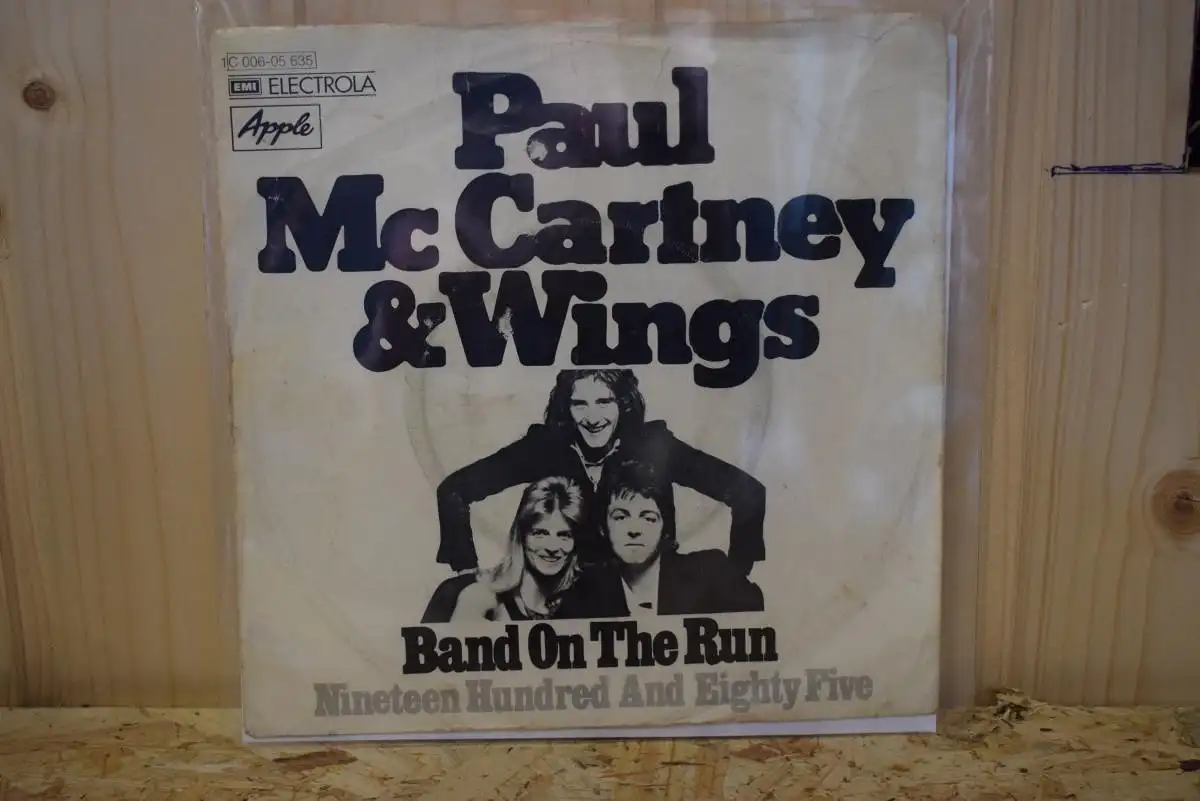 1C 006-05 635
EMI ELECTROLA
Apple
Paul
Mc Cartney
& Wings
Band On The Run
Nineteen Hundred And Eighty Five